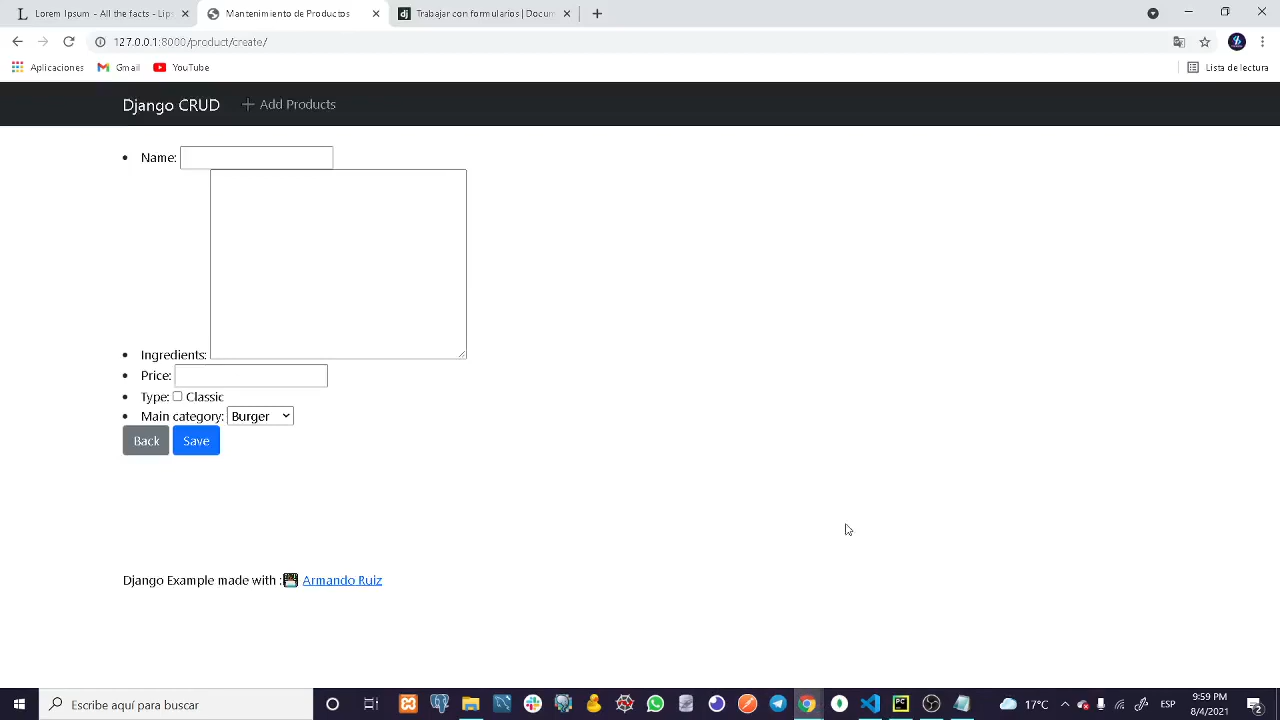 Lorem Ipsum - All the facts - Lips
Mantenimiento de Productos
dj Trabajar con formularios | Docum
127.0.0.1:8000/product/create/
Aplicaciones Gmail YouTube Lista de lectura
Django CRUD + Add Products
Name:
Ingredients:
Price:
Type: Classic
Main category: Burger
Back Save
Django Example made with : Armando Ruiz
Escribe aquí para buscar
17°C
ESP
9:59 PM
8/4/2021
2